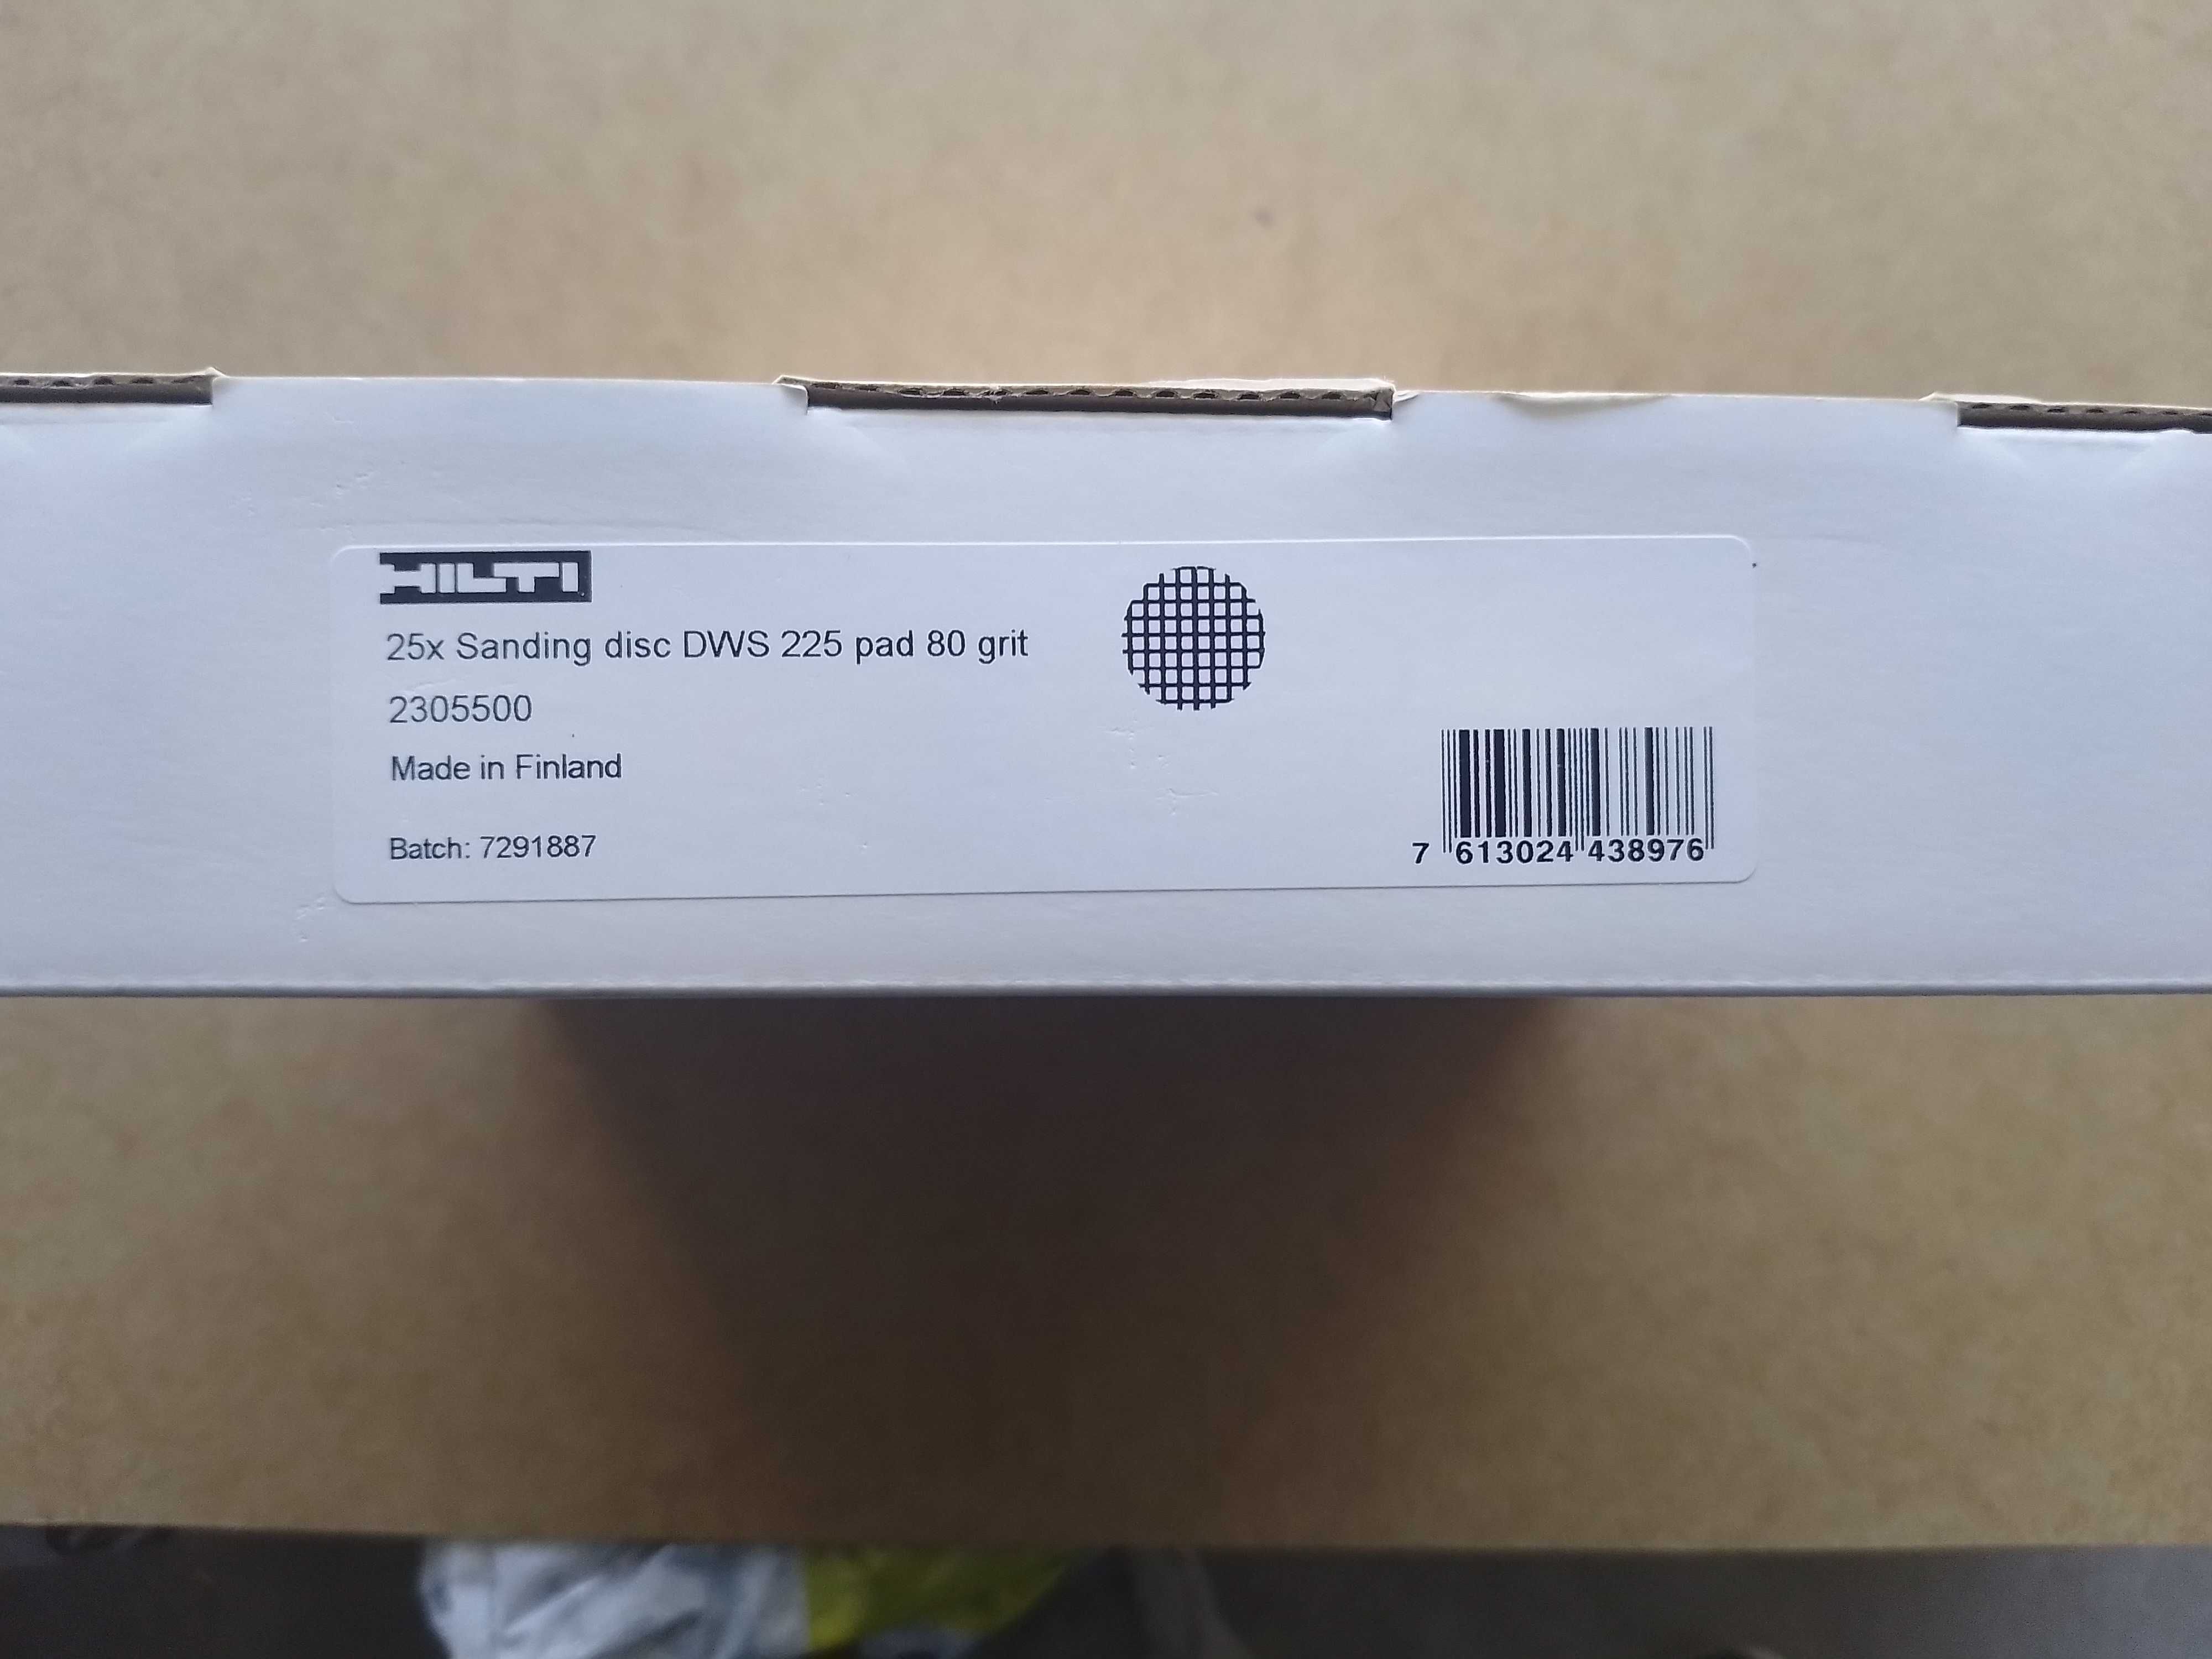 HILTI
25x Sanding disc DWS 225 pad 80 grit
2305500
Made in Finland
Batch: 7291887
7 613024 438976